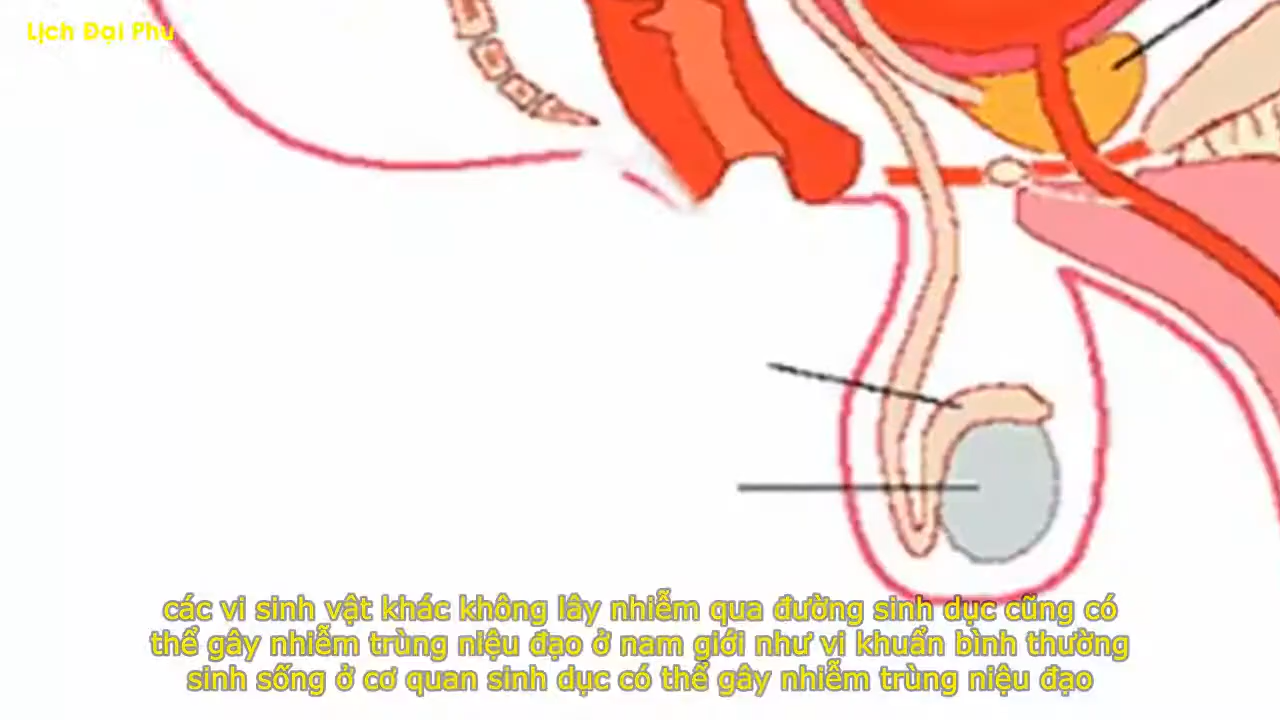 Lịch Đại Phu
các vi sinh vật khác không lây nhiễm qua đường sinh dục cũng có
thể gây nhiễm trùng niệu đạo ở nam giới như vi khuẩn bình thường
sinh sống ở cơ quan sinh dục có thể gây nhiễm trùng niệu đạo